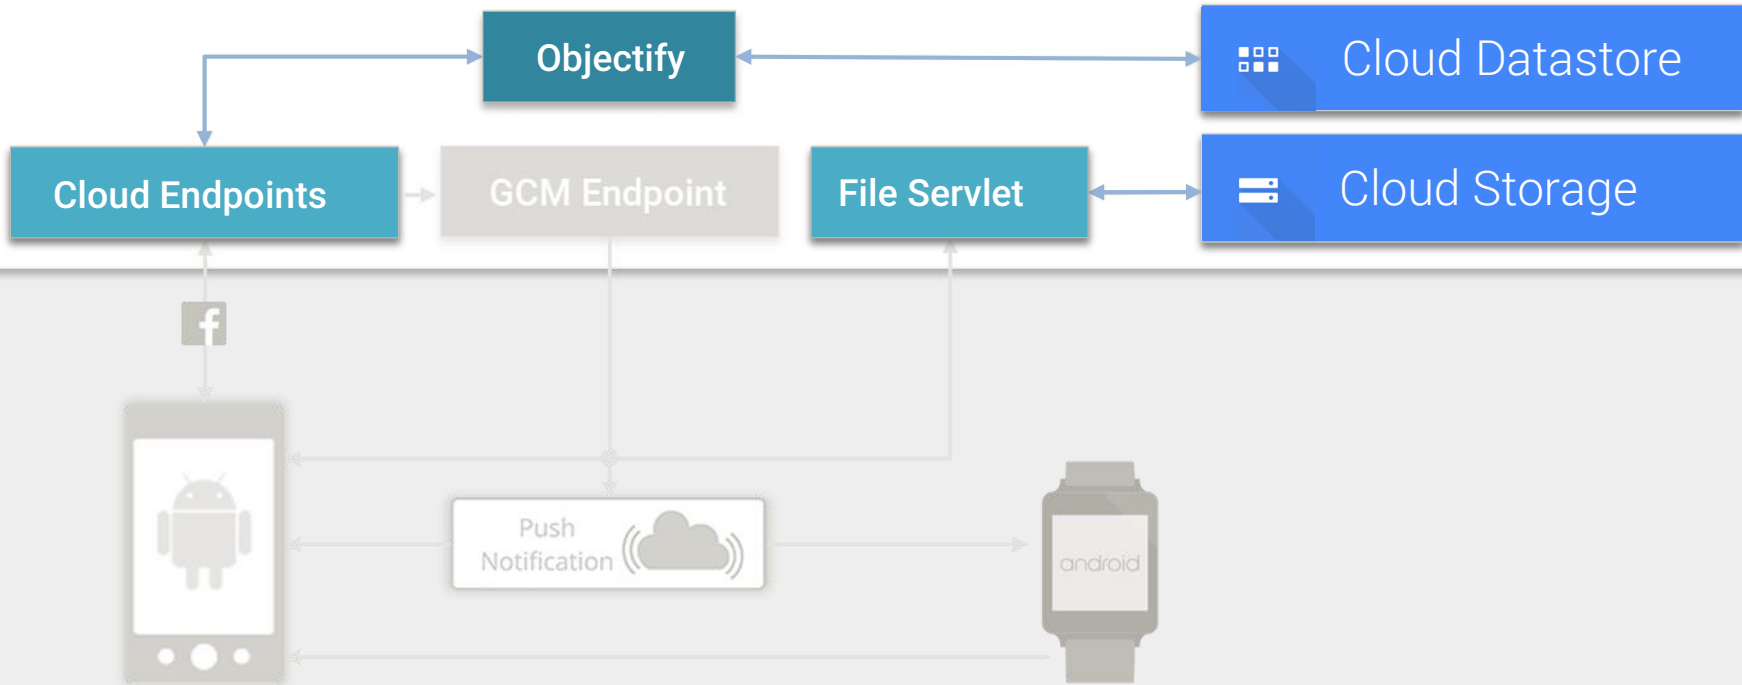 Objectify
Cloud Datastore
Cloud Endpoints
GCM Endpoint
File Servlet
Cloud Storage
f
Push
Notification
android